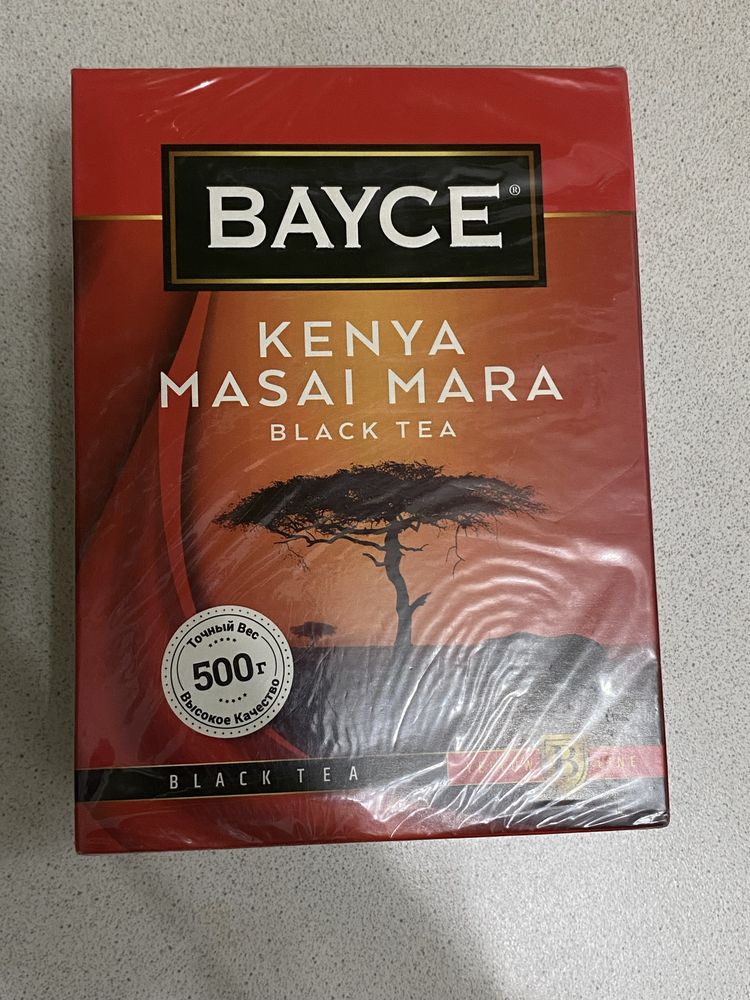 BAYCE®
KENYA
MASAI MARA
BLACK TEA
Точный Вес
500г
Высокое Качество
BLACK TEA
B